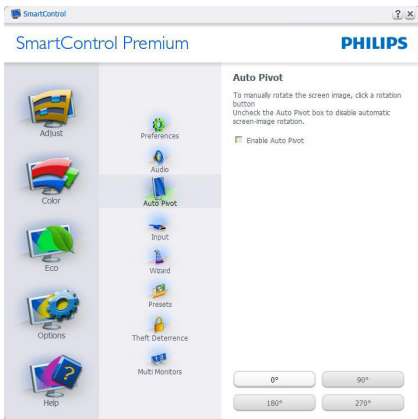 SmartControl
? x
SmartControl Premium
PHILIPS
Adjust
Color
Eco
Options
Help
Preferences
Audio
Auto Pivot
Input
Wizard
Presets
Theft Deterrence
Multi Monitors
Auto Pivot
To manually rotate the screen image, click a rotation
button
Uncheck the Auto Pivot box to disable automatic
screen-image rotation.
Enable Auto Pivot
0°
90°
180°
270°